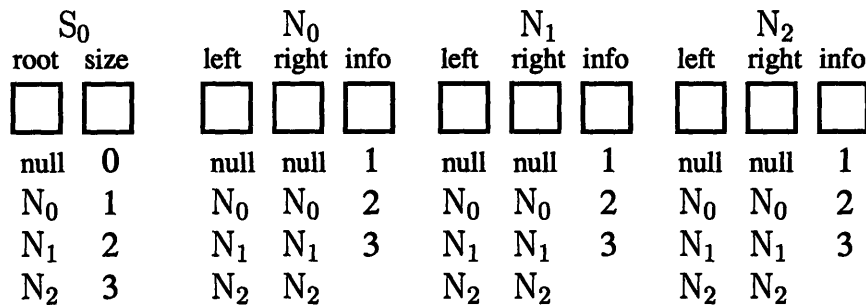 S₀ N₀ N₁ N₂
root size left right info left right info left right info
null 0 null null 1 null null 1 null null 1
N₀ 1 N₀ N₀ 2 N₀ N₀ 2 N₀ N₀ 2
N₁ 2 N₁ N₁ 3 N₁ N₁ 3 N₁ N₁ 3
N₂ 3 N₂ N₂ N₂ N₂ N₂ N₂